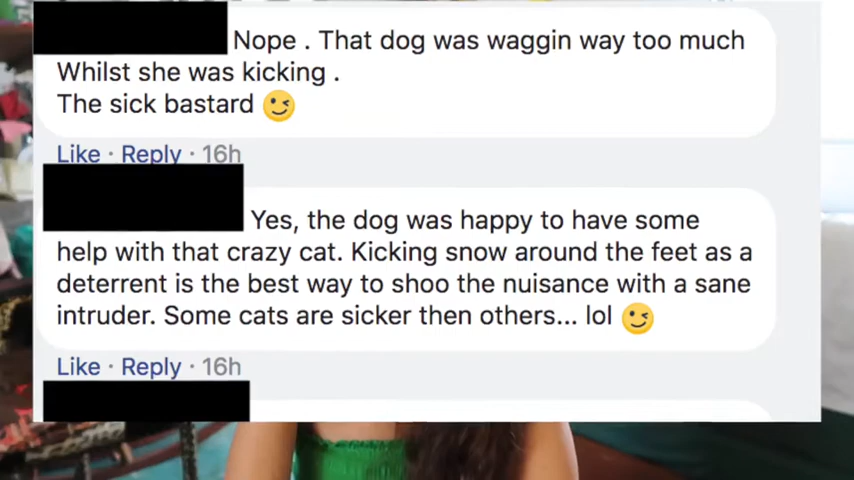 Nope . That dog was waggin way too much
Whilst she was kicking .
The sick bastard 😉
Like · Reply · 16h
Yes, the dog was happy to have some
help with that crazy cat. Kicking snow around the feet as a
deterrent is the best way to shoo the nuisance with a sane
intruder. Some cats are sicker then others... lol 😉
Like · Reply · 16h